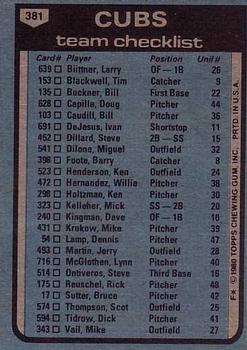 381
CUBS
team checklist
Card# Player Position Uni#
639 Biittner, Larry OF—1B 26
153 Blackwell, Tim Catcher 9
135 Buckner, Bill First Base 22
628 Capilla, Doug Pitcher 44
103 Caudill, Bill Pitcher 36
691 DeJesus, Ivan Shortstop 11
452 Dillard, Steve 2B—SS 15
541 Dilone, Miguel Outfield 32
398 Foote, Barry Catcher 8
523 Henderson, Ken Outfield 24
472 Hernandez, Willie Pitcher 38
298 Holtzman, Ken Pitcher 30
323 Kelleher, Mick SS—2B 20
240 Kingman, Dave OF—1B 10
431 Krukow, Mike Pitcher 39
54 Lamp, Dennis Pitcher 47
493 Martin, Jerry Outfield 28
716 McGlothen, Lynn Pitcher
514 Ontiveros, Steve Third Base 16
175 Reuschel, Rick Pitcher 48
17 Sutter, Bruce Pitcher 42
574 Thompson, Scot Outfield 25
594 Tidrow, Dick Pitcher 41
343 Vail, Mike Outfield 27
F* © 1980 TOPPS CHEWING GUM, INC. PRTD. IN U.S.A.